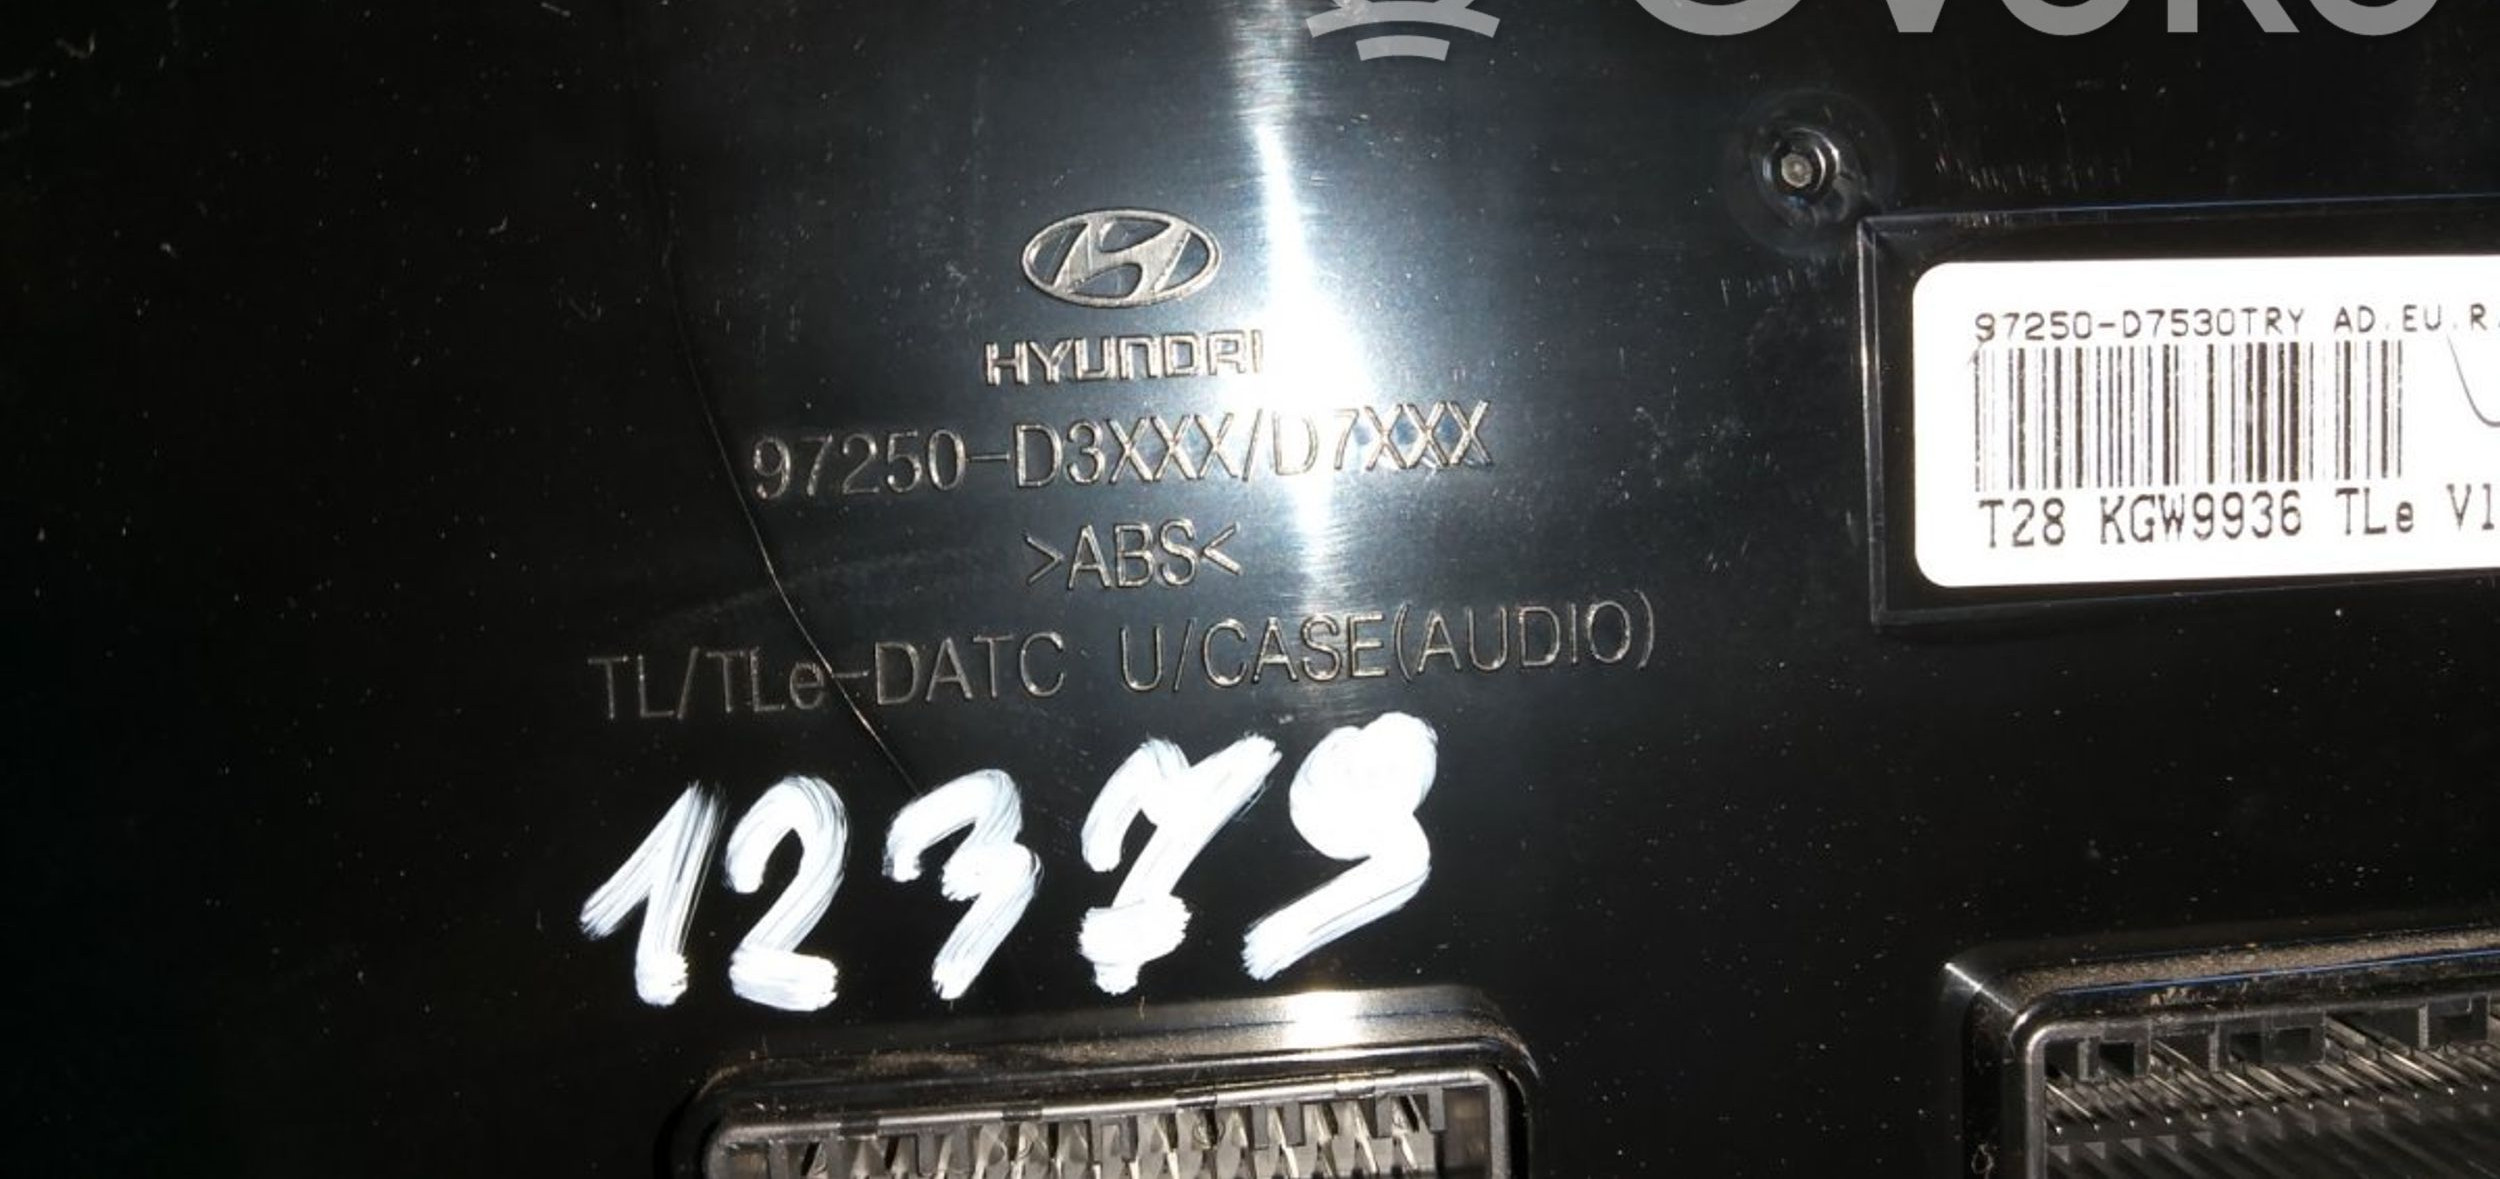 HYUNDAI
97250-D3XXX/D7XXX
>ABS<
TL/TLe-DATC U/CASE(AUDIO)
12379
97250-D7530TRY AD.EU.R.
T28 KGW9936 TLe V1